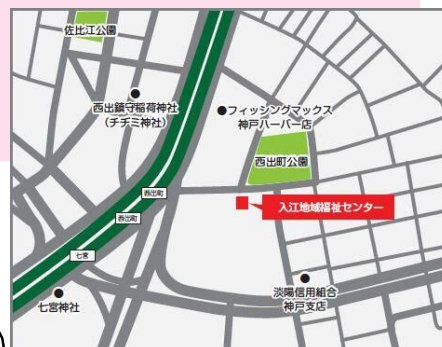 佐比江公園
西出鎮守稲荷神社
(チヂミ神社)
フィッシングマックス
神戸ハーバー店
西出町公園
西出町
入江地域福祉センター
西出町
七宮
淡陽信用組合
神戸支店
七宮神社